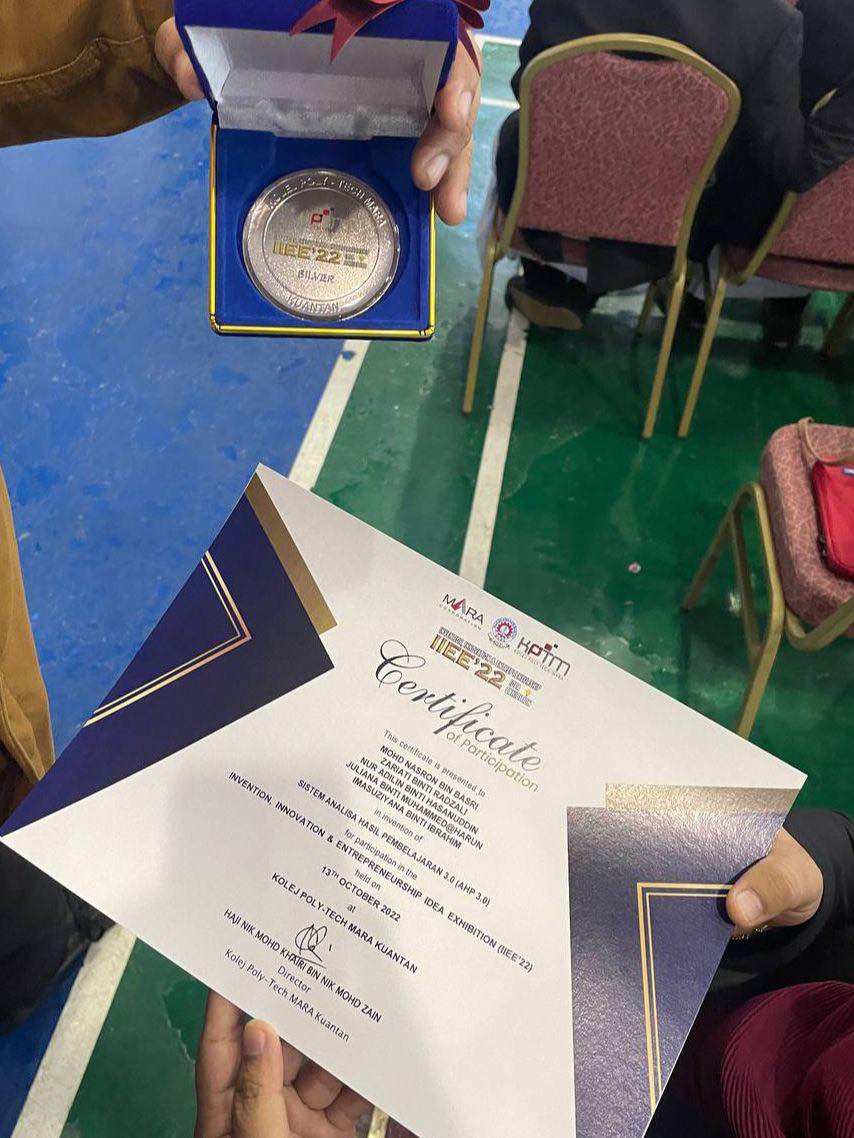 KOLEJ POLY - TECH MARA
IIEE'22
SILVER
KUANTAN
MARA
CORPORATION
KPTM
IIEE'22
Certificate
of Participation
This certificate is presented to
MOHD NASRON BIN BASRI
ZARIATI BINTI RADZALI
NUR ADILIN BINTI HASANUDDIN
JULIANA BINTI MUHAMMED@HARUN
IMASUZIYANA BINTI IBRAHIM
in invention of
SISTEM ANALISA HASIL PEMBELAJARAN 3.0 (AHP 3.0)
for participation in the
INVENTION, INNOVATION & ENTREPRENEURSHIP IDEA EXHIBITION (IIEE'22)
held on
13TH OCTOBER 2022
at
KOLEJ POLY-TECH MARA KUANTAN
HAJI NIK MOHD KHAIRI BIN NIK MOHD ZAIN
Director
Kolej Poly-Tech MARA Kuantan